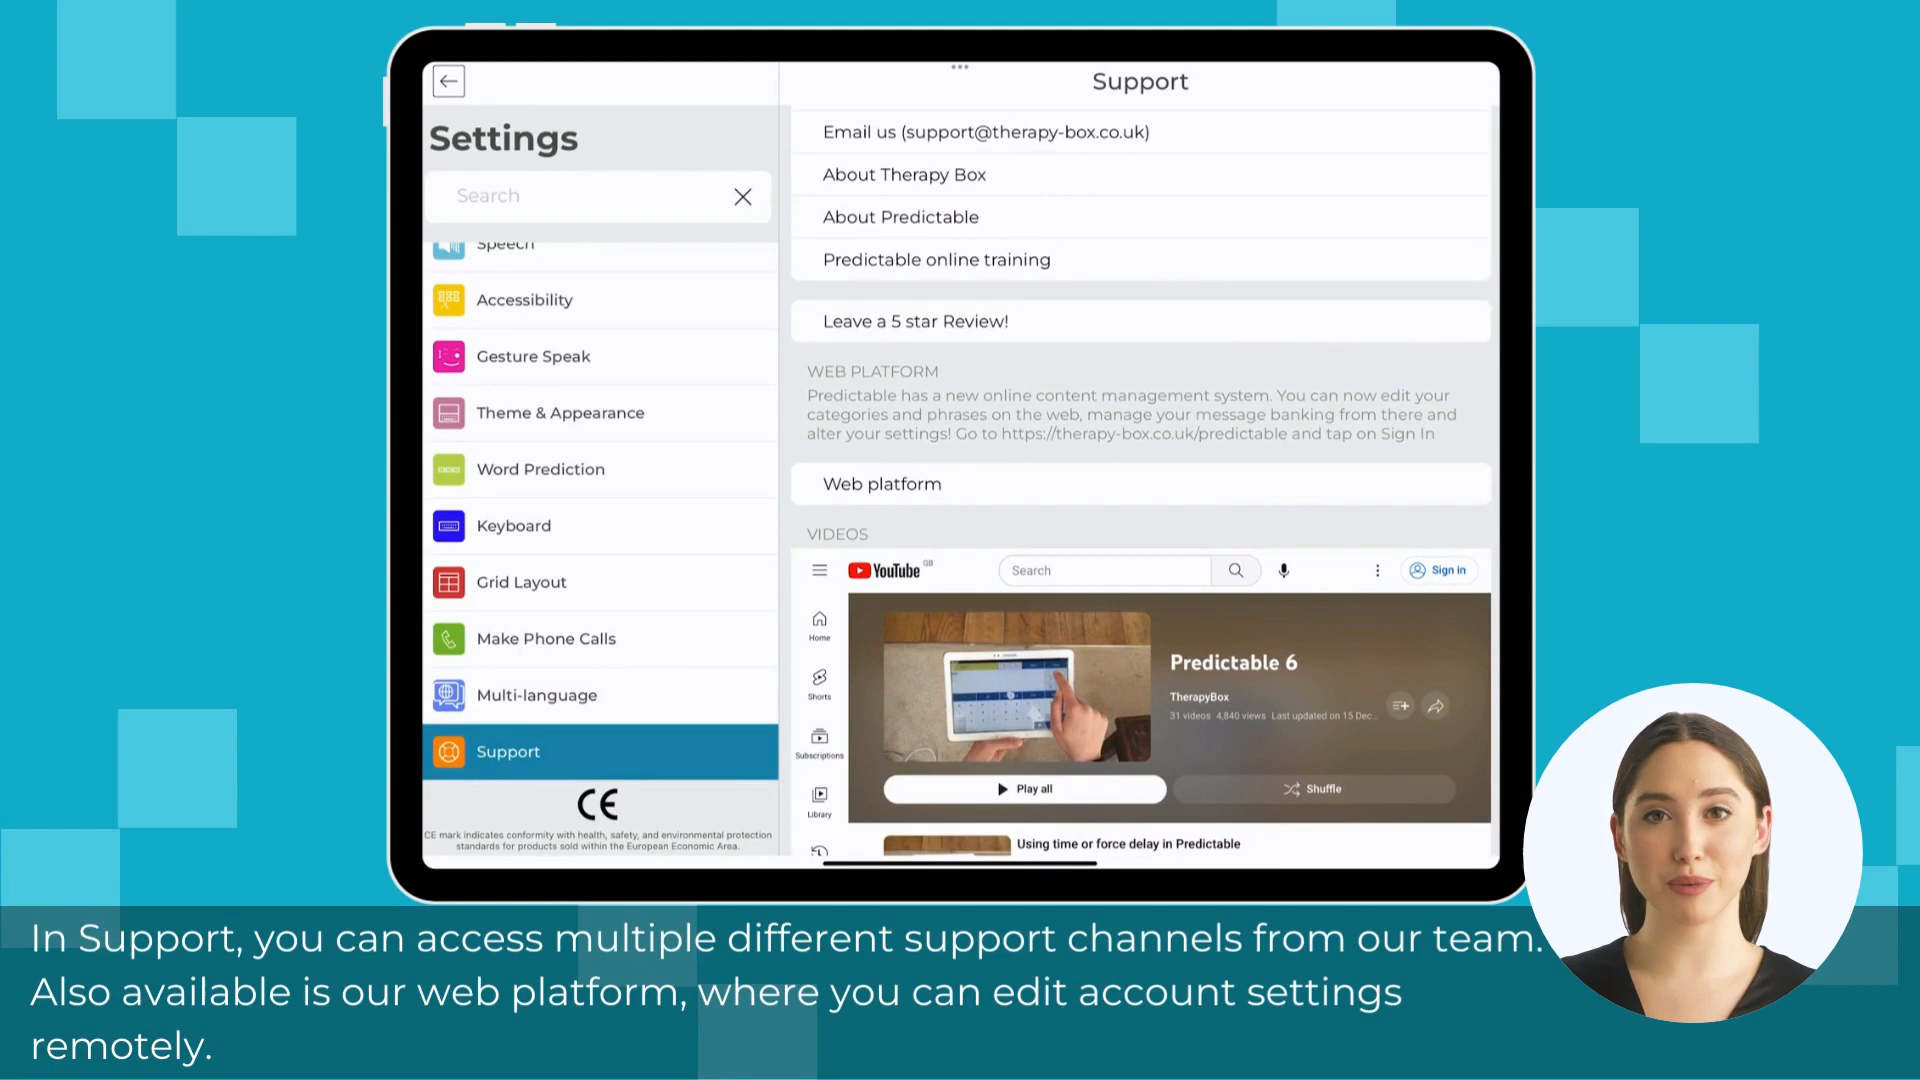 Support
Settings
Search
Speech
Accessibility
Gesture Speak
Theme & Appearance
Word Prediction
Keyboard
Grid Layout
Make Phone Calls
Multi-language
Support
CE
CE mark indicates conformity with health, safety, and environmental protection
standards for products sold within the European Economic Area.
Email us (support@therapy-box.co.uk)
About Therapy Box
About Predictable
Predictable online training
Leave a 5 star Review!
WEB PLATFORM
Predictable has a new online content management system. You can now edit your
categories and phrases on the web, manage your message banking from there and
alter your settings! Go to https://therapy-box.co.uk/predictable and tap on Sign In
Web platform
VIDEOS
YouTube GB
Search
Sign in
Home
Shorts
Subscriptions
Library
Predictable 6
TherapyBox
31 videos 4,840 views Last updated on 15 Dec...
Play all
Shuffle
Using time or force delay in Predictable
In Support, you can access multiple different support channels from our team.
Also available is our web platform, where you can edit account settings
remotely.